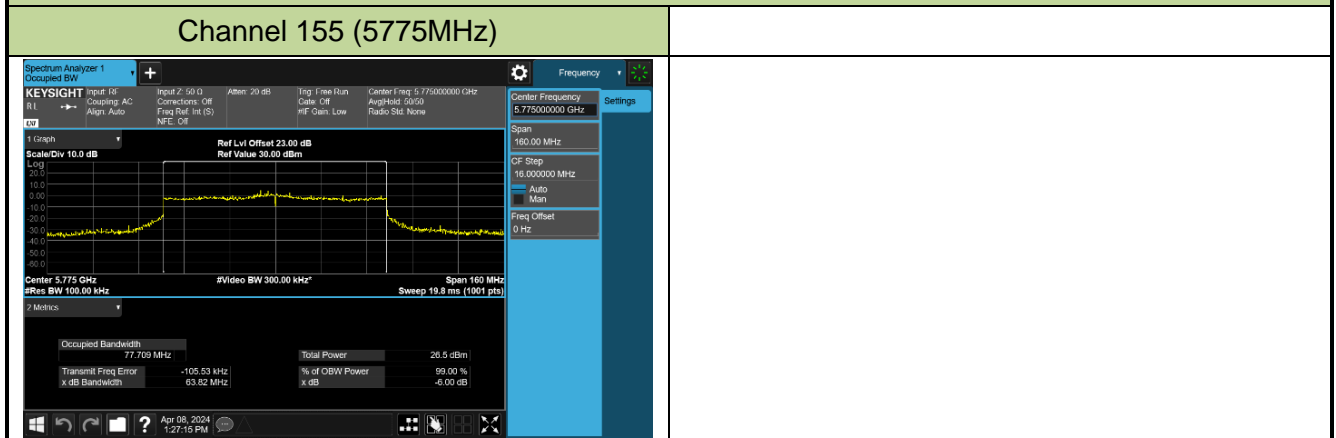 Channel 155 (5775MHz)
Spectrum Analyzer 1
Occupied BW
+
Frequency
KEYSIGHT
R L
EXT
Input: RF
Coupling: AC
Align: Auto
Input Z: 50 Ω
Corrections: Off
Freq Ref: Int (S)
NFE: Off
Atten: 20 dB
Trig: Free Run
Gate: Off
#IF Gain: Low
Center Freq: 5.775000000 GHz
Avg|Hold: 50/50
Radio Std: None
Center Frequency
5.775000000 GHz
Settings
Span
160.00 MHz
CF Step
16.000000 MHz
Auto
Man
Freq Offset
0 Hz
1 Graph
Scale/Div 10.0 dB
Ref Lvl Offset 23.00 dB
Ref Value 30.00 dBm
Log
20.0
10.0
0.00
-10.0
-20.0
-30.0
-40.0
-50.0
-60.0
Center 5.775 GHz
#Video BW 300.00 kHz*
Span 160 MHz
#Res BW 100.00 kHz
Sweep 19.8 ms (1001 pts)
2 Metrics
Occupied Bandwidth
77.709 MHz
Total Power 26.5 dBm
Transmit Freq Error -105.53 kHz
% of OBW Power 99.00 %
x dB Bandwidth 63.82 MHz
x dB -6.00 dB
?
Apr 08, 2024
1:27:15 PM